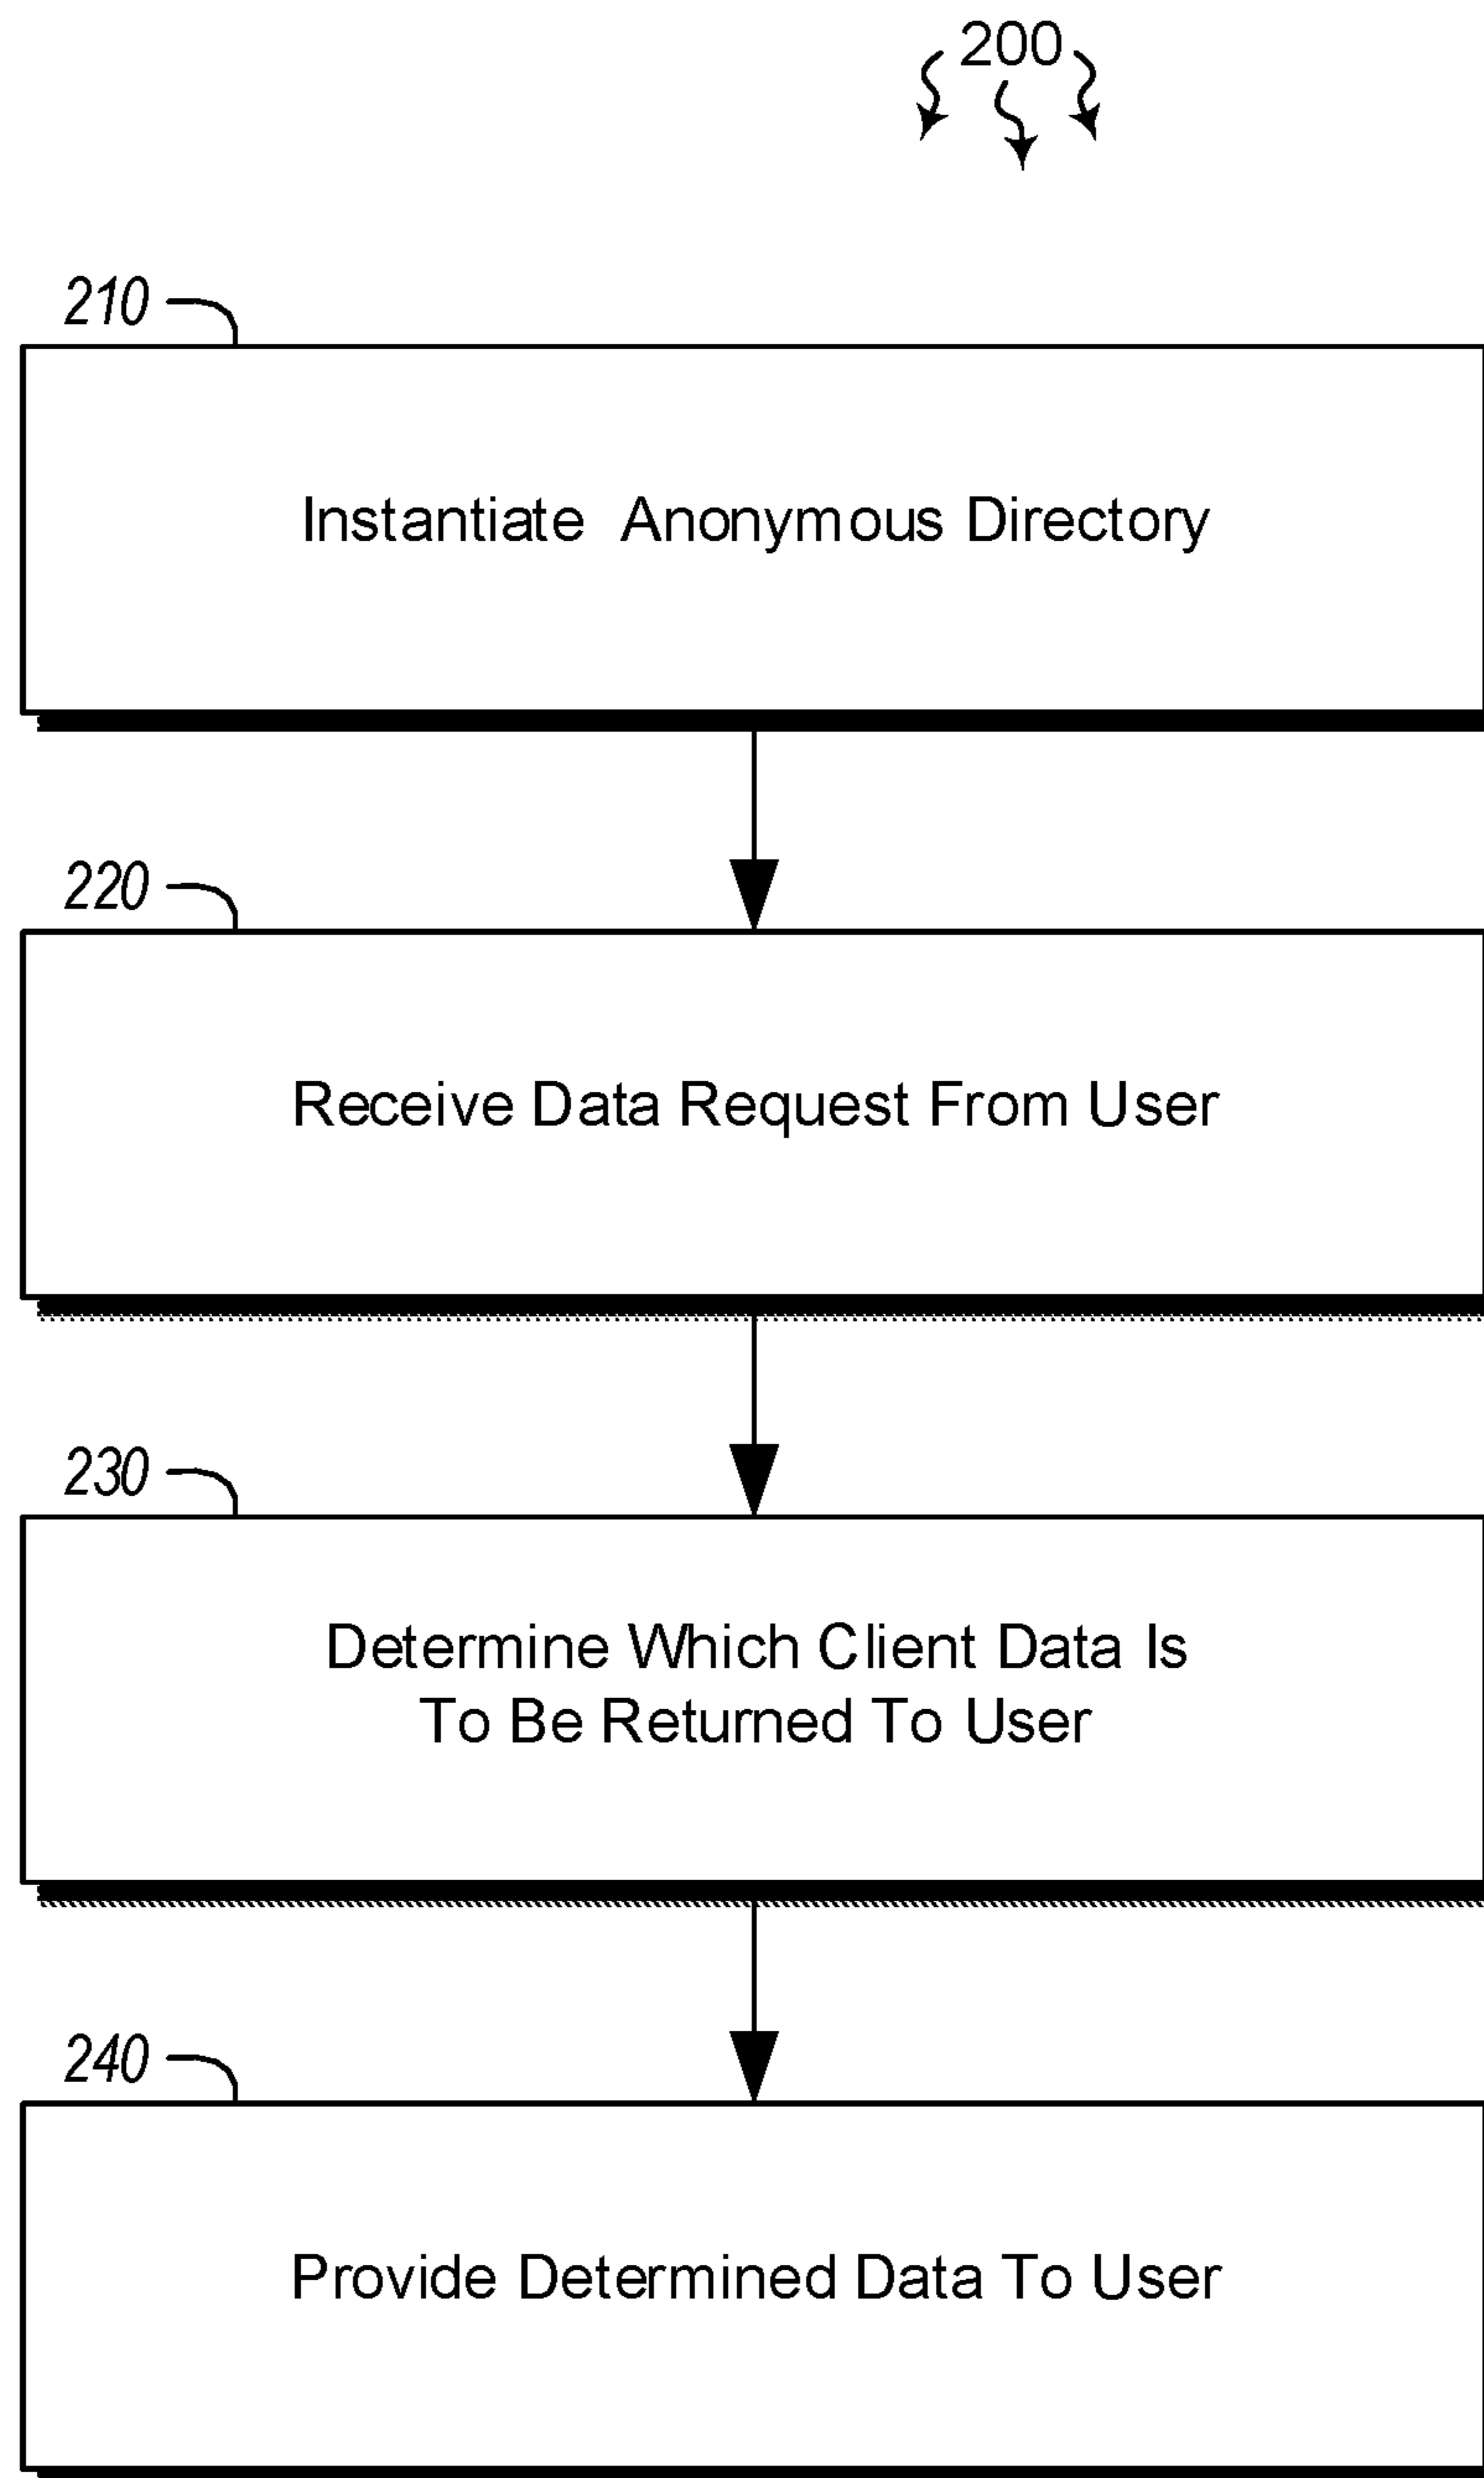 200
210
Instantiate Anonymous Directory
220
Receive Data Request From User
230
Determine Which Client Data Is
To Be Returned To User
240
Provide Determined Data To User